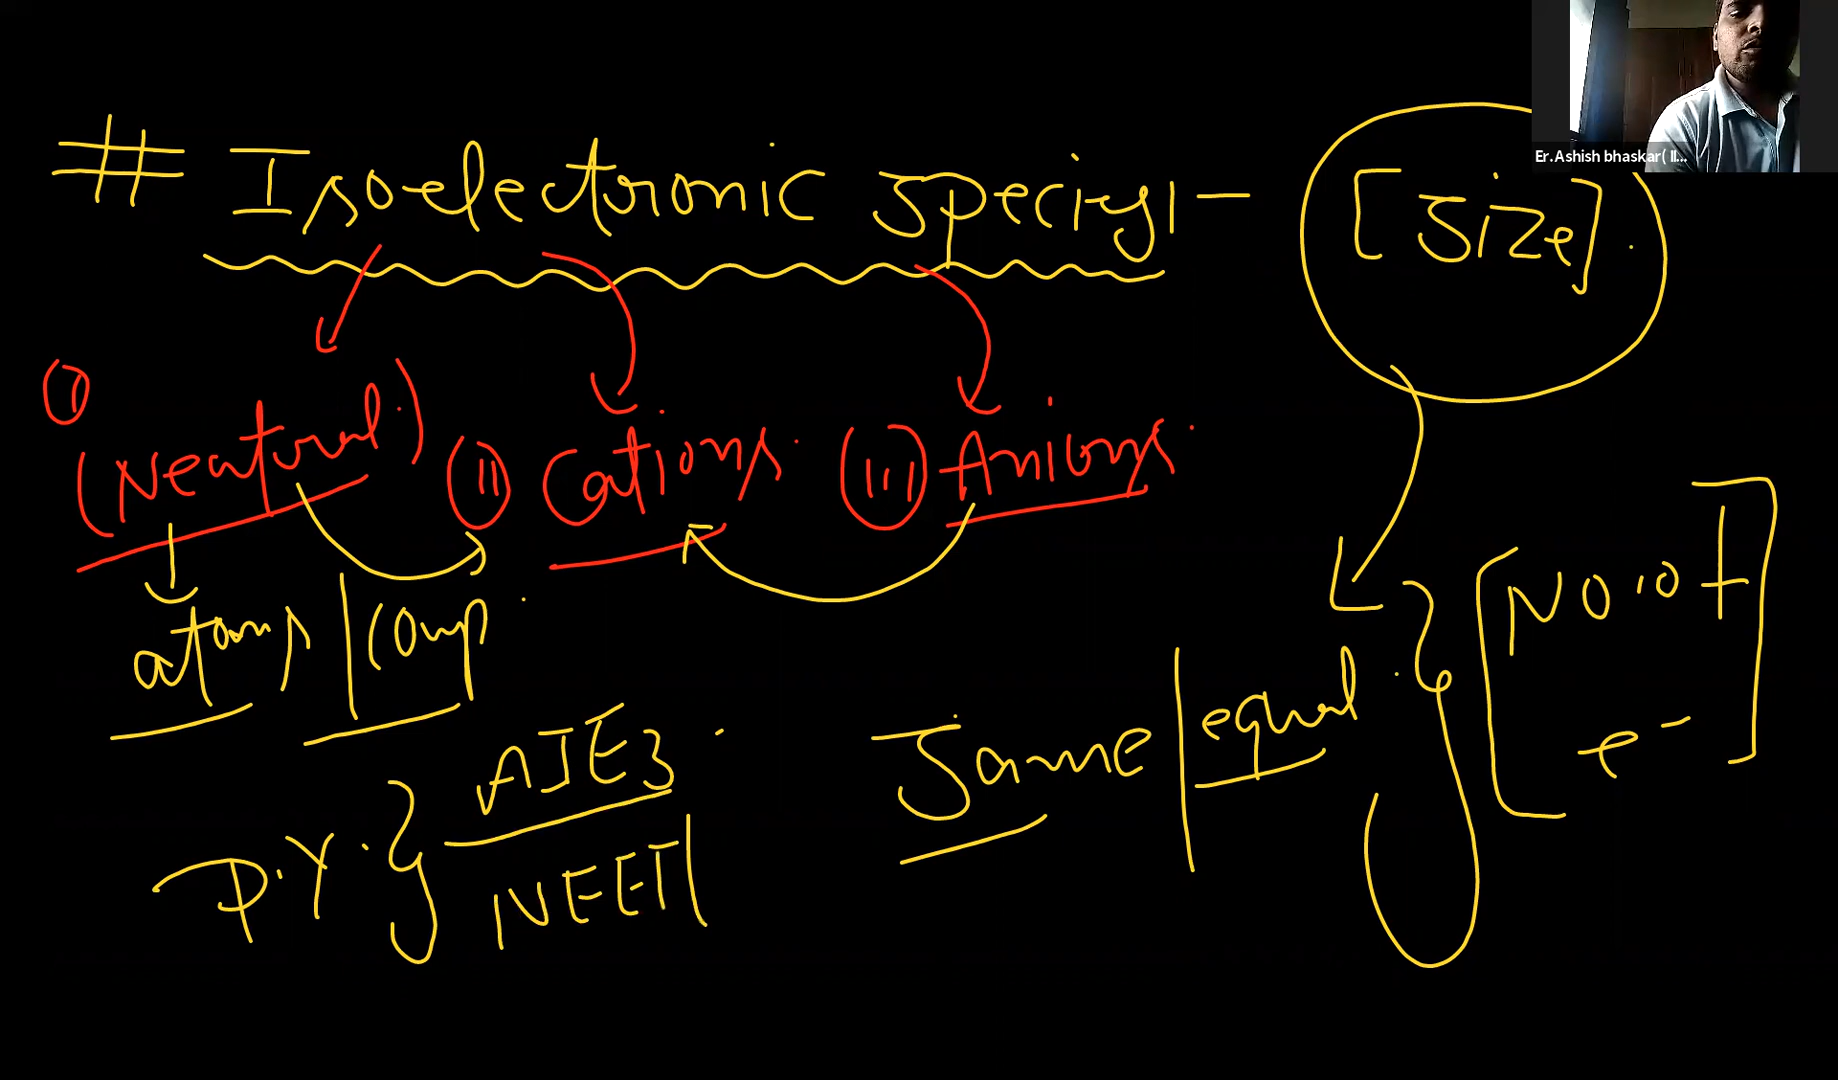 Er.Ashish bhaskar( II...
# Isoelectronic Species:- [Size].
(I) (Neutral.) (II) Cations. (III) Anions.
atoms | Comp.
[No. of e-]
Same | equal.
P.Y. { AIEEE
NEET |